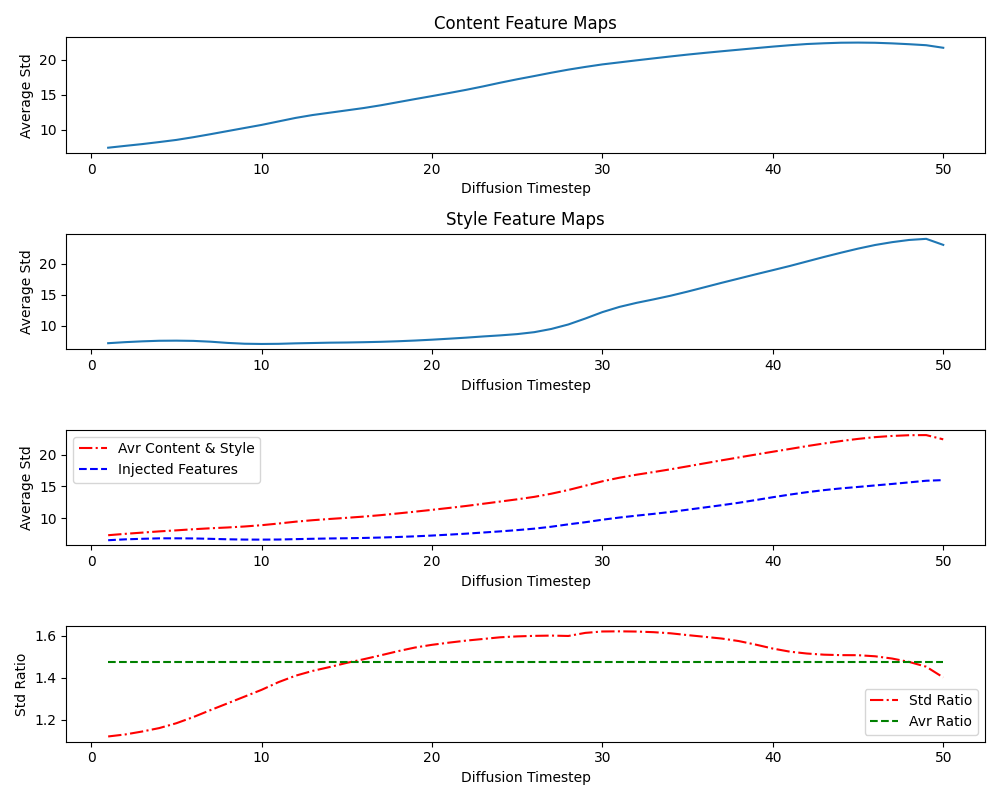 Content Feature Maps
Average Std
20
15
10
0 10 20 30 40 50
Diffusion Timestep
Style Feature Maps
Average Std
20
15
10
0 10 20 30 40 50
Diffusion Timestep
Average Std
20
15
10
Avr Content & Style
Injected Features
0 10 20 30 40 50
Diffusion Timestep
Std Ratio
1.6
1.4
1.2
Std Ratio
Avr Ratio
0 10 20 30 40 50
Diffusion Timestep